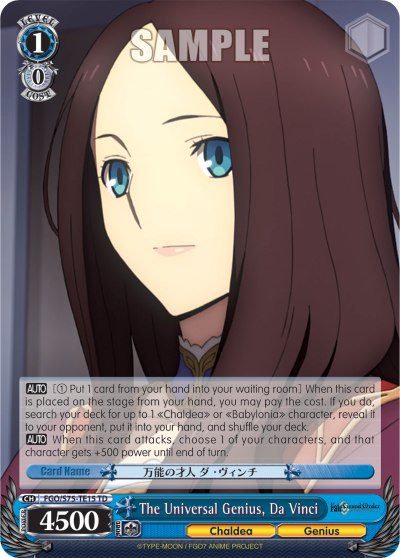 LEVEL
1
0
COST
SAMPLE
AUTO [① Put 1 card from your hand into your waiting room] When this card
is placed on the stage from your hand, you may pay the cost. If you do,
search your deck for up to 1 «Chaldea» or «Babylonia» character, reveal it
to your opponent, put it into your hand, and shuffle your deck.
AUTO When this card attacks, choose 1 of your characters, and that
character gets +500 power until end of turn.
Card Name 万能の才人 ダ・ヴィンチ
CH FGO/S75-TE15 TD
The Universal Genius, Da Vinci
4500
Chaldea Genius
©TYPE-MOON / FGO7 ANIME PROJECT